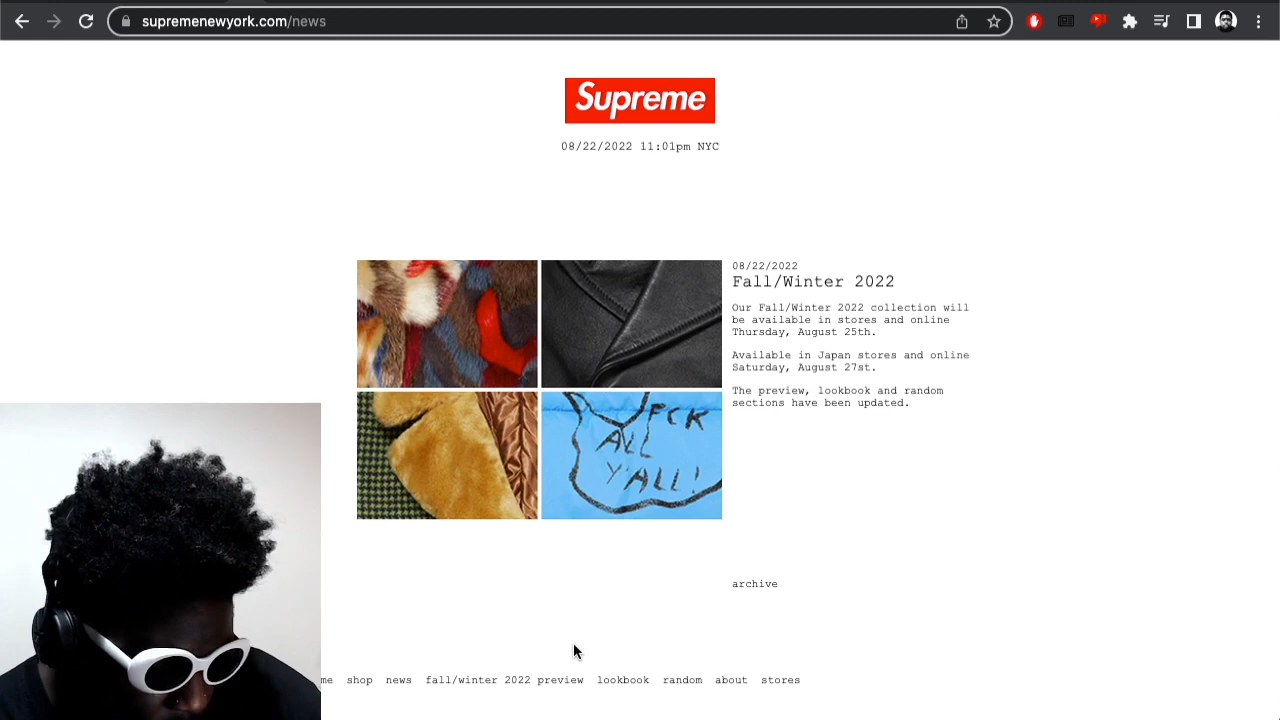 supremenewyork.com/news
Supreme
08/22/2022 11:01pm NYC
08/22/2022
Fall/Winter 2022
Our Fall/Winter 2022 collection will
be available in stores and online
Thursday, August 25th.
Available in Japan stores and online
Saturday, August 27st.
The preview, lookbook and random
sections have been updated.
FCK
ALL
Y'ALL!
archive
me shop news fall/winter 2022 preview lookbook random about stores